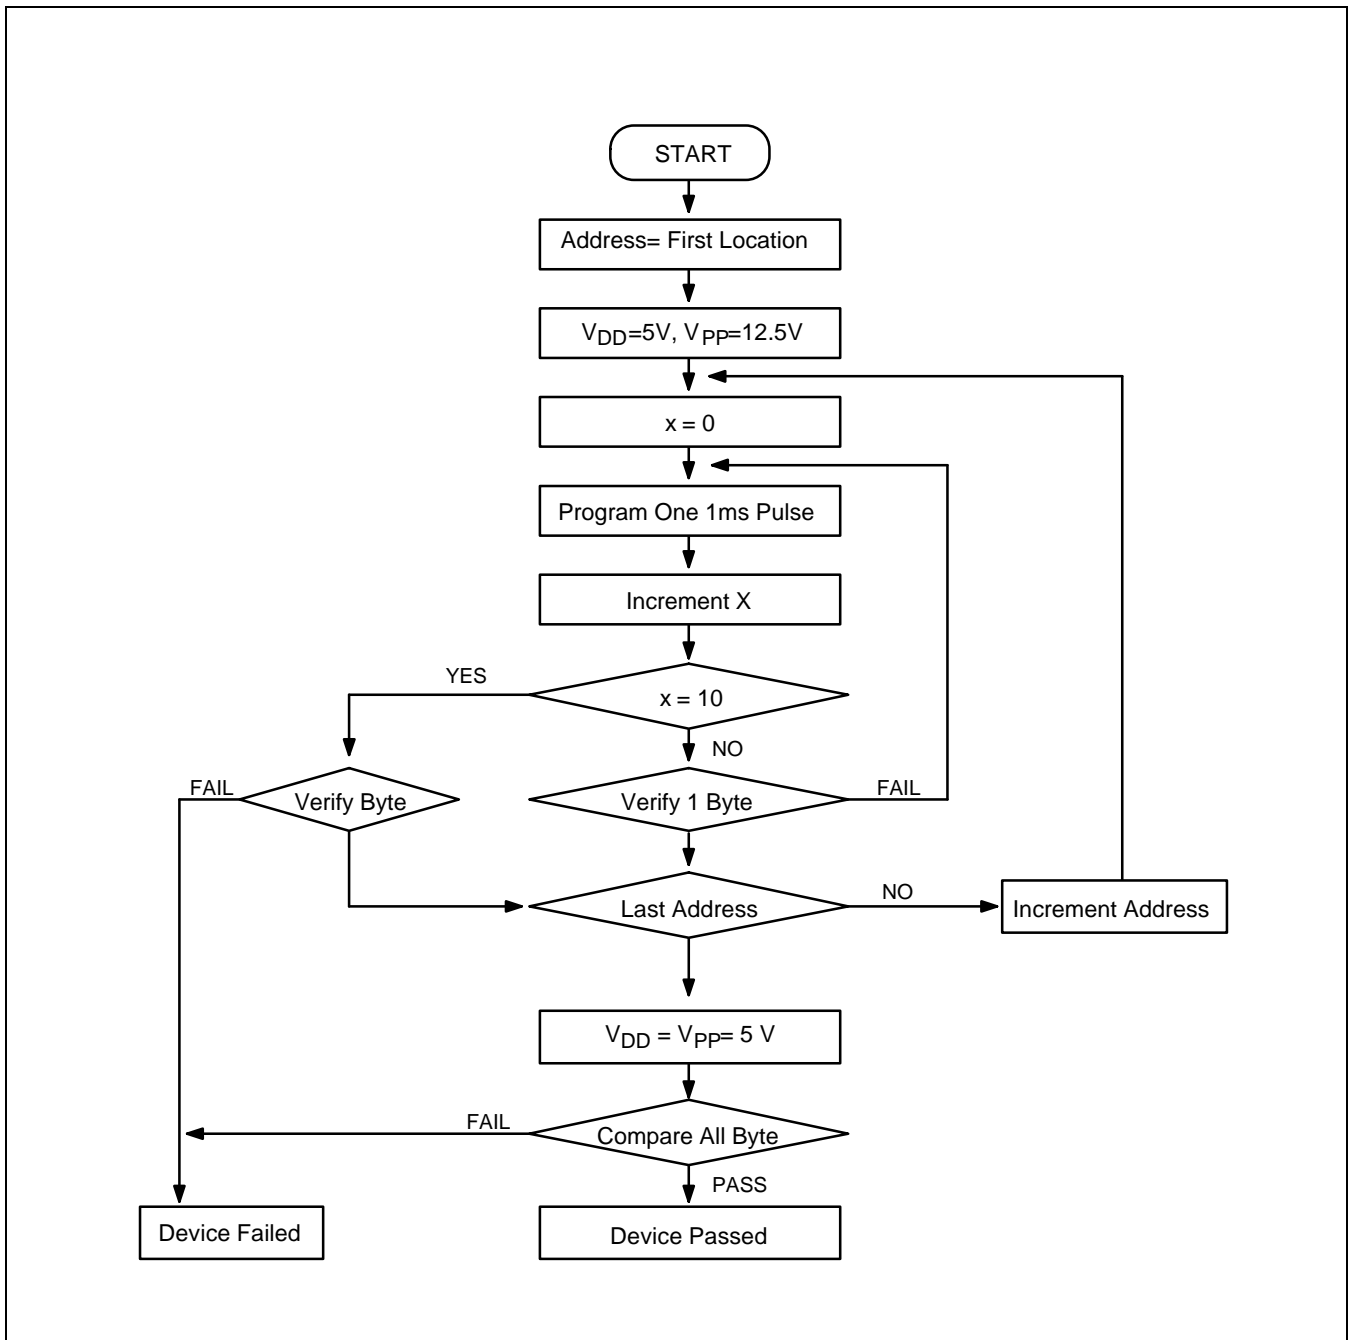 START
Address= First Location
VDD=5V, VPP=12.5V
x = 0
Program One 1ms Pulse
Increment X
YES
x = 10
NO
FAIL
Verify Byte
Verify 1 Byte
FAIL
Last Address
NO
Increment Address
VDD = VPP= 5 V
FAIL
Compare All Byte
PASS
Device Failed
Device Passed